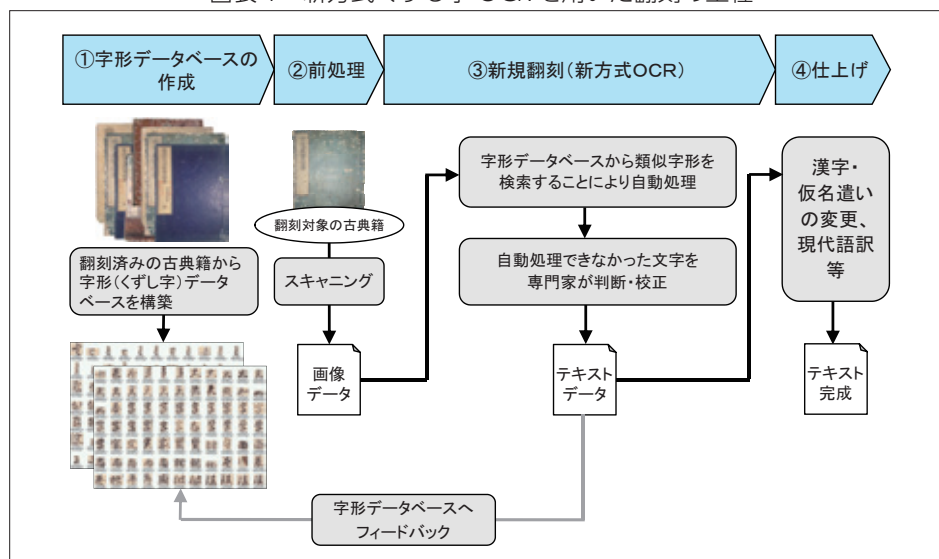 ①字形データベースの
作成
②前処理
③新規翻刻(新方式OCR)
④仕上げ
翻刻済みの古典籍から
字形(くずし字)データ
ベースを構築
翻刻対象の古典籍
スキャニング
画像
データ
字形データベースから類似字形を
検索することにより自動処理
自動処理できなかった文字を
専門家が判断・校正
テキスト
データ
漢字・
仮名遣い
の変更、
現代語訳
等
テキスト
完成
字形データベースへ
フィードバック